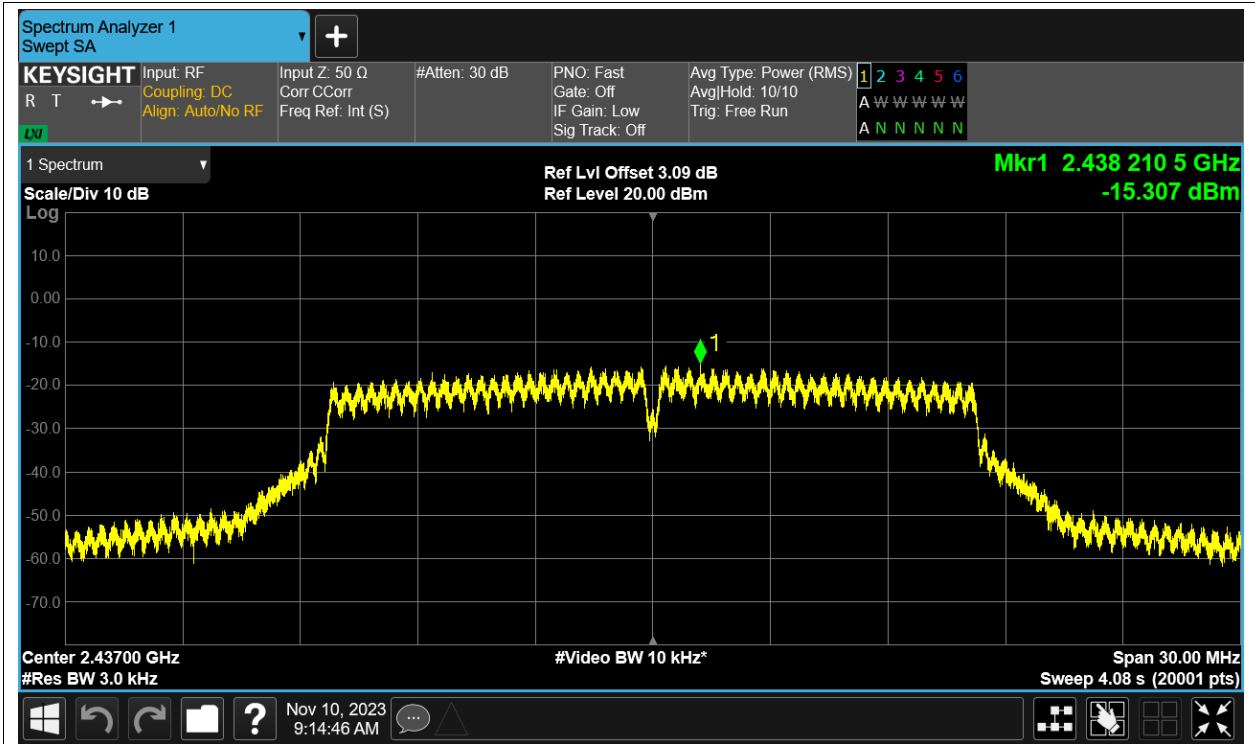 Spectrum Analyzer 1
Swept SA
KEYSIGHT
R T
LXI
Input: RF
Coupling: DC
Align: Auto/No RF
Input Z: 50 Ω
Corr CCorr
Freq Ref: Int (S)
#Atten: 30 dB
PNO: Fast
Gate: Off
IF Gain: Low
Sig Track: Off
Avg Type: Power (RMS)
Avg|Hold: 10/10
Trig: Free Run
1 2 3 4 5 6
A W W W W W
A N N N N N
1 Spectrum
Scale/Div 10 dB
Log
Ref Lvl Offset 3.09 dB
Ref Level 20.00 dBm
Mkr1 2.438 210 5 GHz
-15.307 dBm
10.0
0.00
-10.0
1
-20.0
-30.0
-40.0
-50.0
-60.0
-70.0
Center 2.43700 GHz
#Res BW 3.0 kHz
#Video BW 10 kHz*
Span 30.00 MHz
Sweep 4.08 s (20001 pts)
?
Nov 10, 2023
9:14:46 AM